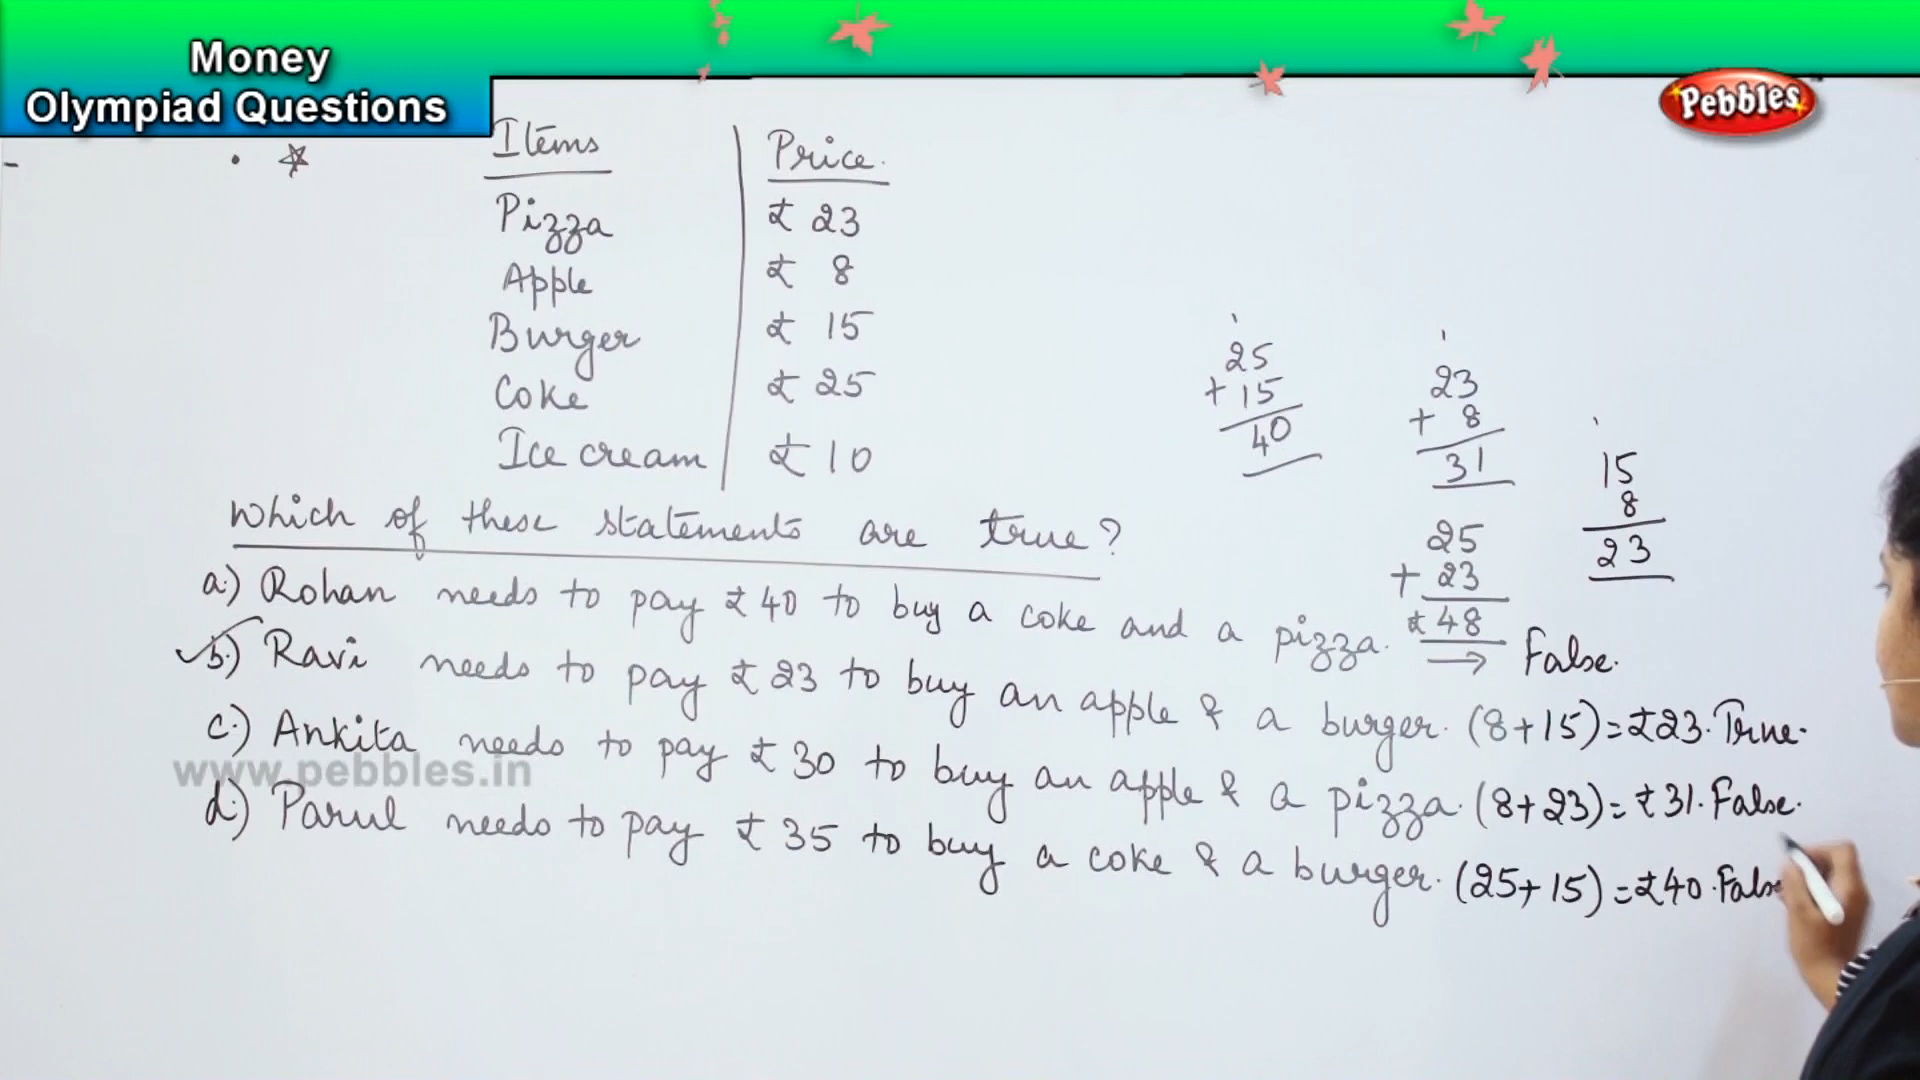 Money
Olympiad Questions
Pebbles
Items Price.
Pizza ₹ 23
Apple ₹ 8
Burger ₹ 15
Coke ₹ 25
Ice cream ₹ 10
25
+ 15
40
23
+ 8
31
15
8
23
25
+ 23
₹ 48
Which of these statements are true?
a.) Rohan needs to pay ₹ 40 to buy a coke and a pizza. → False.
✓b.) Ravi needs to pay ₹ 23 to buy an apple & a burger. (8+15)=₹23. True.
c.) Ankita needs to pay ₹ 30 to buy an apple & a pizza. (8+23)=₹31. False.
d.) Parul needs to pay ₹ 35 to buy a coke & a burger. (25+15)=₹40. False
www.pebbles.in